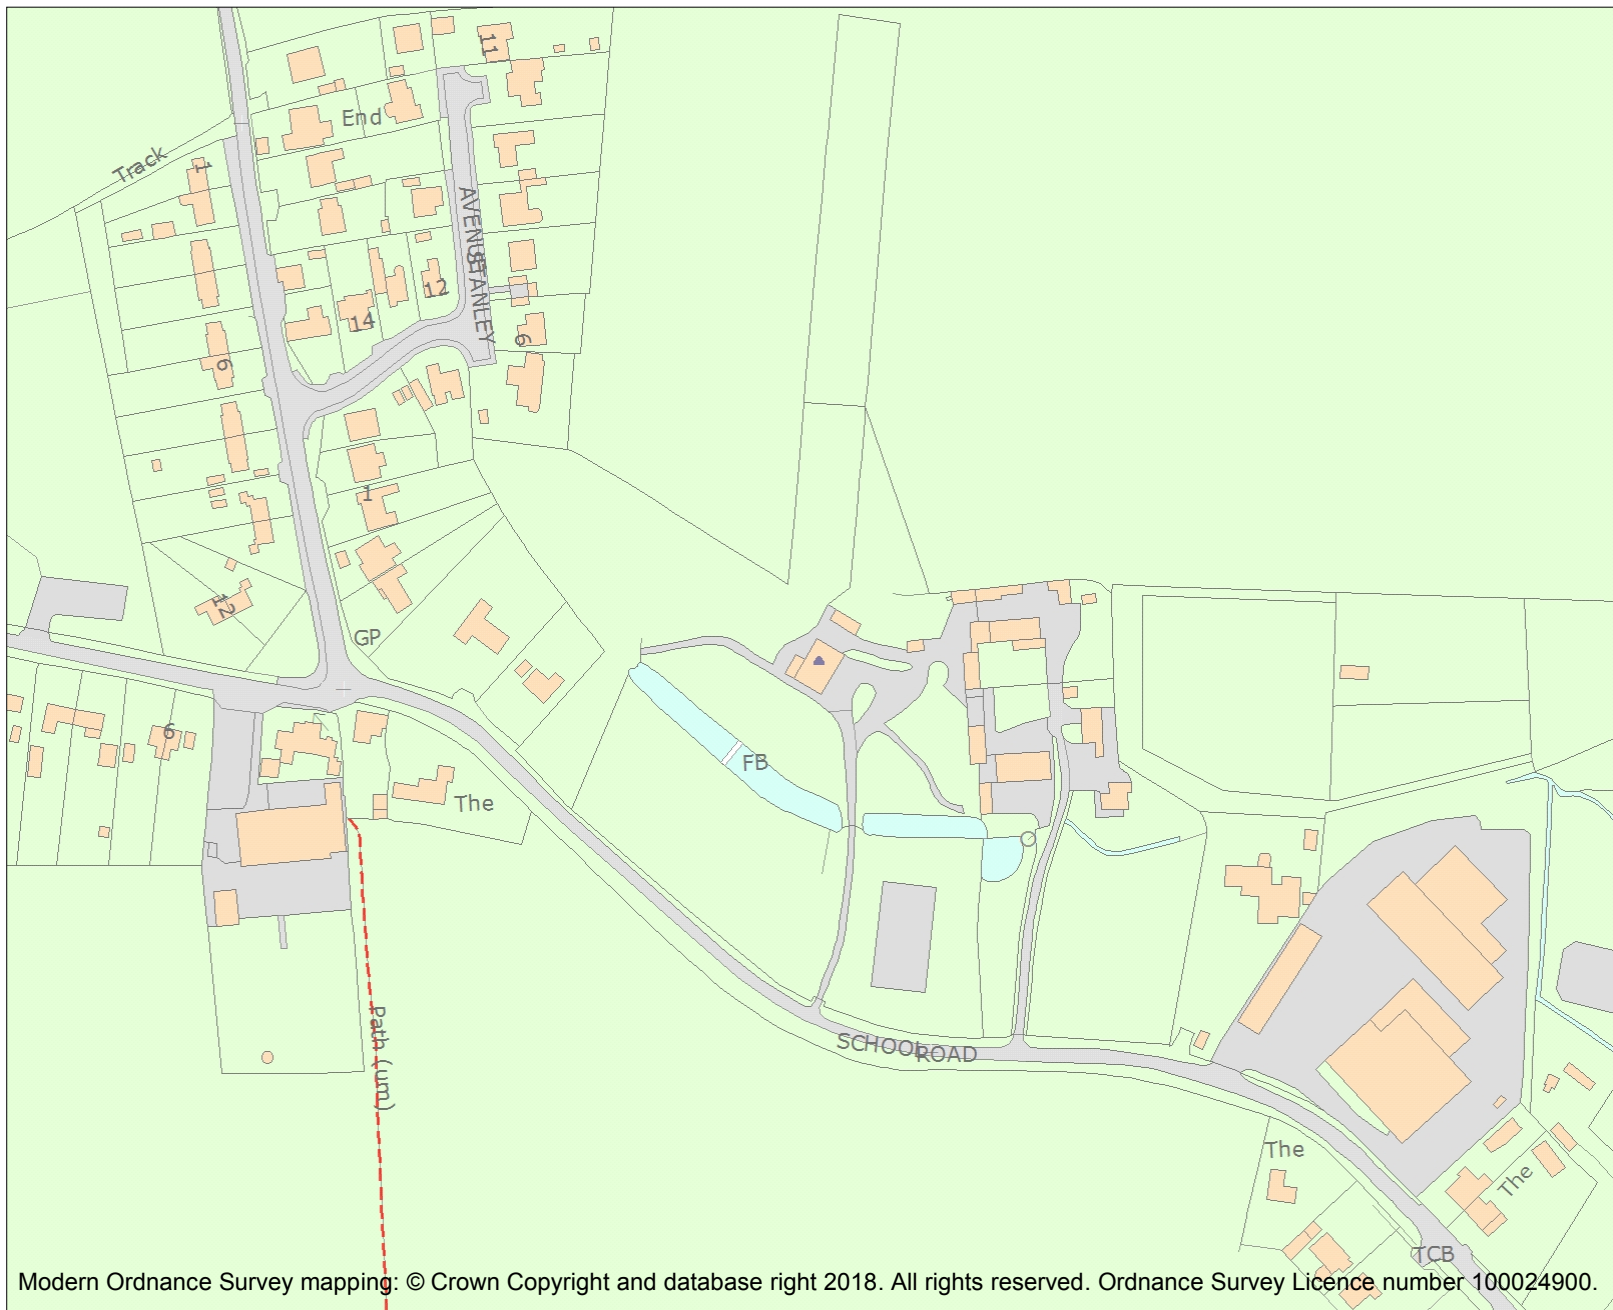 11
End
Track
1
AVENUE
STANLEY
12
14
6
6
1
12
GP
6
FB
The
Path (um)
SCHOOL
ROAD
The
The
TCB
Modern Ordnance Survey mapping: © Crown Copyright and database right 2018. All rights reserved. Ordnance Survey Licence number 100024900.